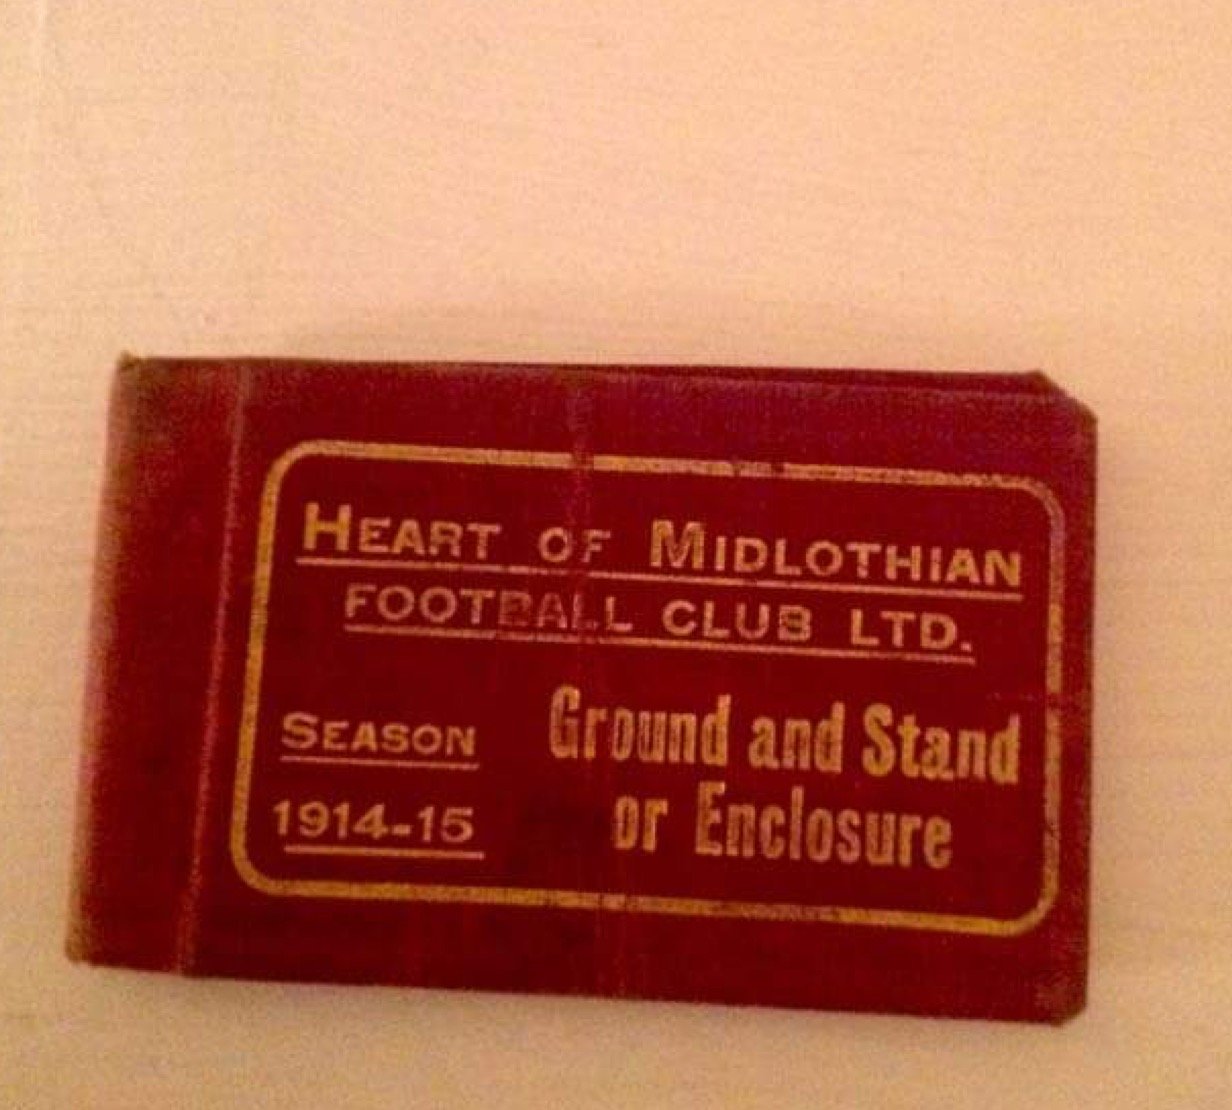 HEART OF MIDLOTHIAN
FOOTBALL CLUB LTD.
SEASON
1914-15
Ground and Stand
or Enclosure